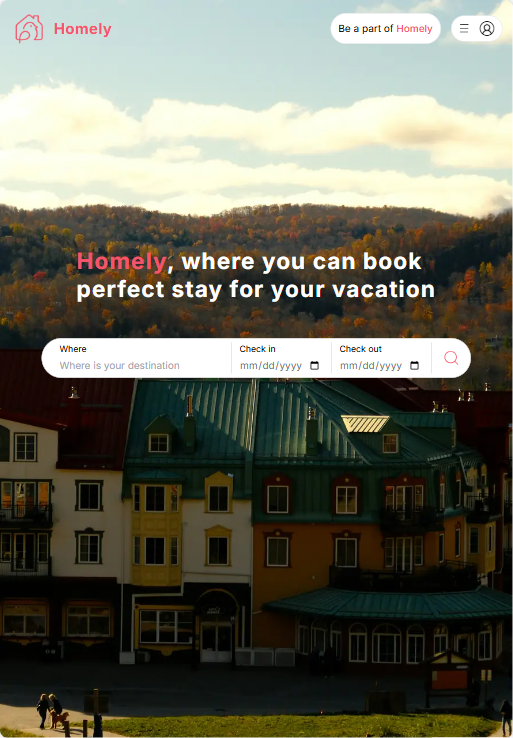 Homely
Be a part of Homely
Homely, where you can book
perfect stay for your vacation
Where
Where is your destination
Check in
mm/dd/yyyy
Check out
mm/dd/yyyy